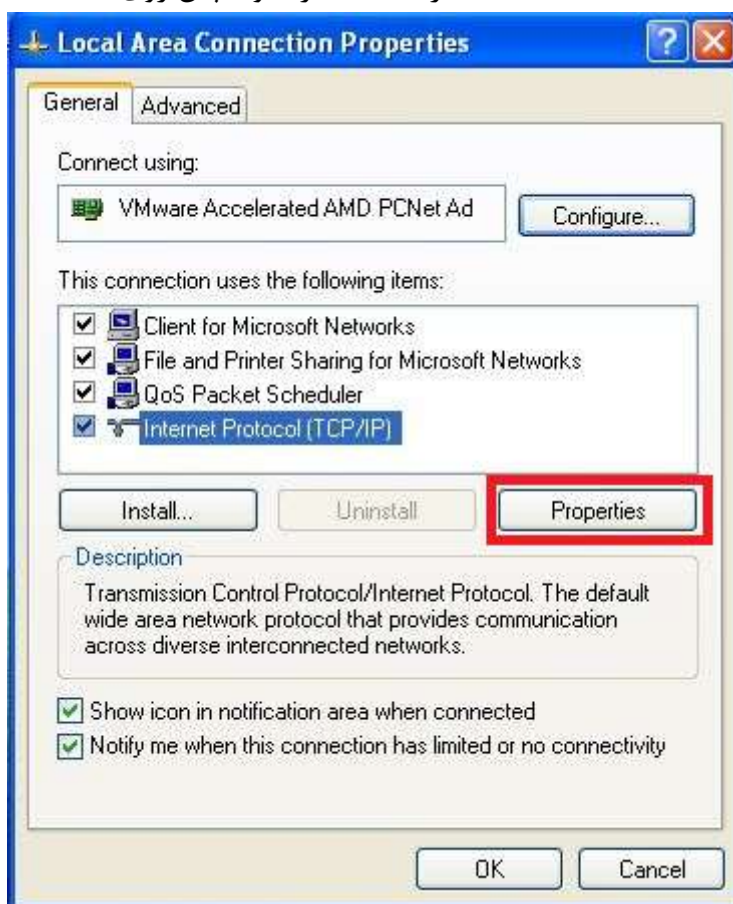 Local Area Connection Properties
General Advanced
Connect using:
VMware Accelerated AMD PCNet Ad
Configure...
This connection uses the following items:
Client for Microsoft Networks
File and Printer Sharing for Microsoft Networks
QoS Packet Scheduler
Internet Protocol (TCP/IP)
Install... Uninstall Properties
Description
Transmission Control Protocol/Internet Protocol. The default
wide area network protocol that provides communication
across diverse interconnected networks.
Show icon in notification area when connected
Notify me when this connection has limited or no connectivity
OK Cancel